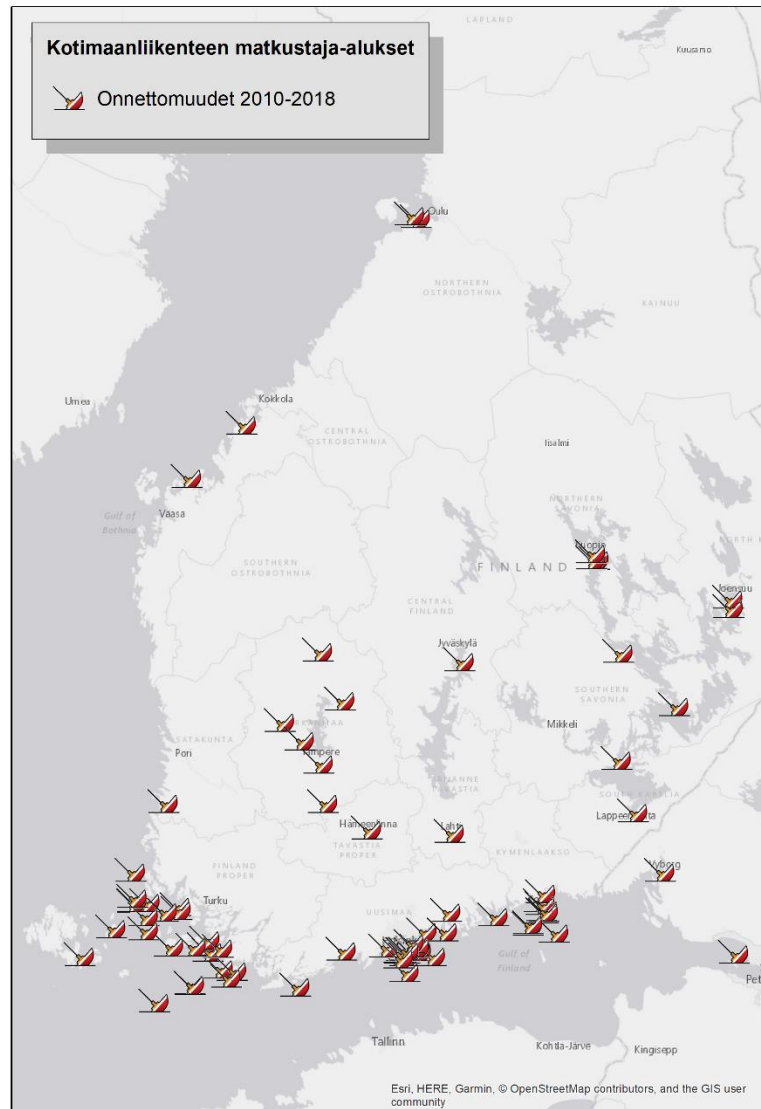 Kotimaanliikenteen matkustaja-alukset
Onnettomuudet 2010-2018
LAPLAND
Kuusamo
Oulu
NORTHERN
OSTROBOTHNIA
KAINUU
Umea
Kokkola
CENTRAL
OSTROBOTHNIA
Iisalmi
Gulf of
Bothnia
Vaasa
NORTHERN
SAVONIA
SOUTHERN
OSTROBOTHNIA
FINLAND
Joensuu
CENTRAL
FINLAND
Jyväskylä
SOUTHERN
SAVONIA
Mikkeli
SATAKUNTA
Pori
TAVASTIA
Hämeenlinna
TAVASTIA
PROPER
Lahti
KYMENLAAKSO
FINLAND
PROPER
Turku
UUSIMAA
Gulf of
Finland
Tallinn
Kohtla-Järve
Kingisepp
Esri, HERE, Garmin, © OpenStreetMap contributors, and the GIS user
community